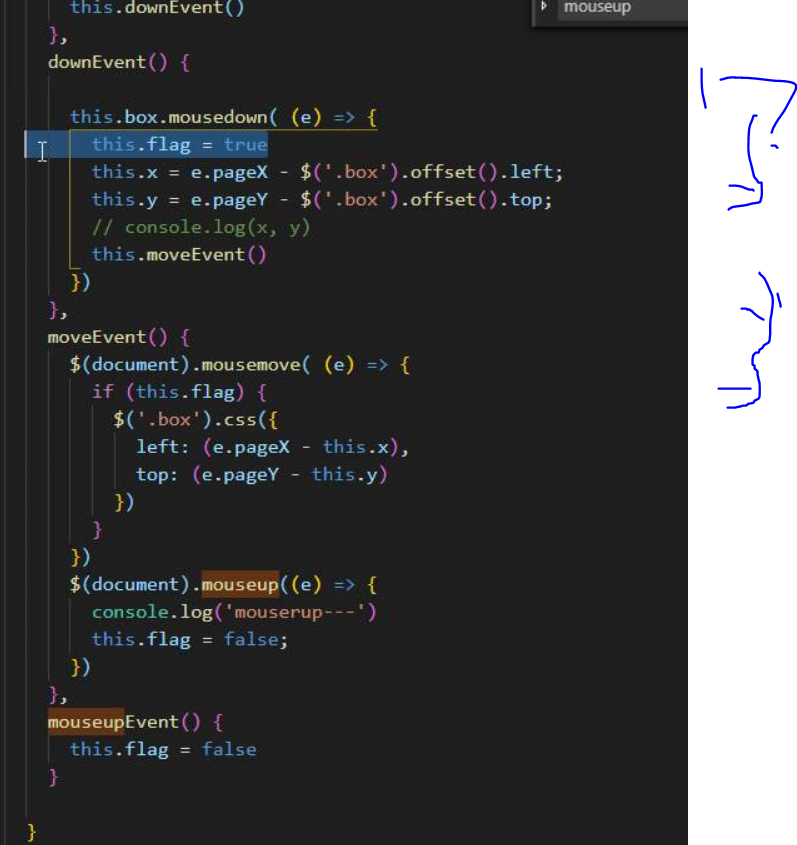 this.downEvent()
mouseup
},
downEvent() {
this.box.mousedown( (e) => {
this.flag = true
this.x = e.pageX - $('.box').offset().left;
this.y = e.pageY - $('.box').offset().top;
// console.log(x, y)
this.moveEvent()
})
},
moveEvent() {
$(document).mousemove( (e) => {
if (this.flag) {
$('.box').css({
left: (e.pageX - this.x),
top: (e.pageY - this.y)
})
}
})
$(document).mouseup((e) => {
console.log('mouserup---')
this.flag = false;
})
},
mouseupEvent() {
this.flag = false
}
}